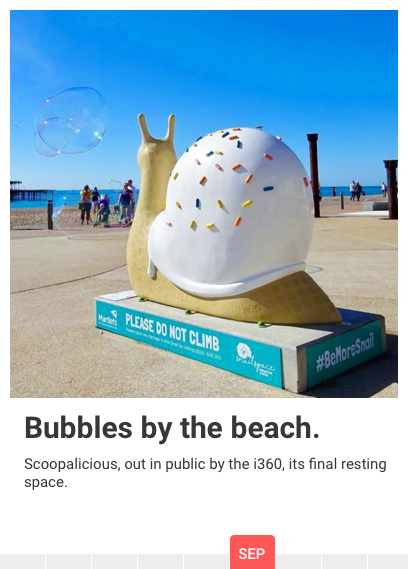 Martlets
PLEASE DO NOT CLIMB
snailspace
#BeMoreSnail
Bubbles by the beach.
Scoopalicious, out in public by the i360, its final resting
space.
SEP